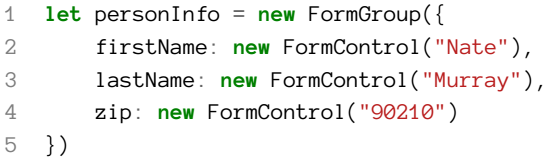 1 let personInfo = new FormGroup({
2     firstName: new FormControl("Nate"),
3     lastName: new FormControl("Murray"),
4     zip: new FormControl("90210")
5 })